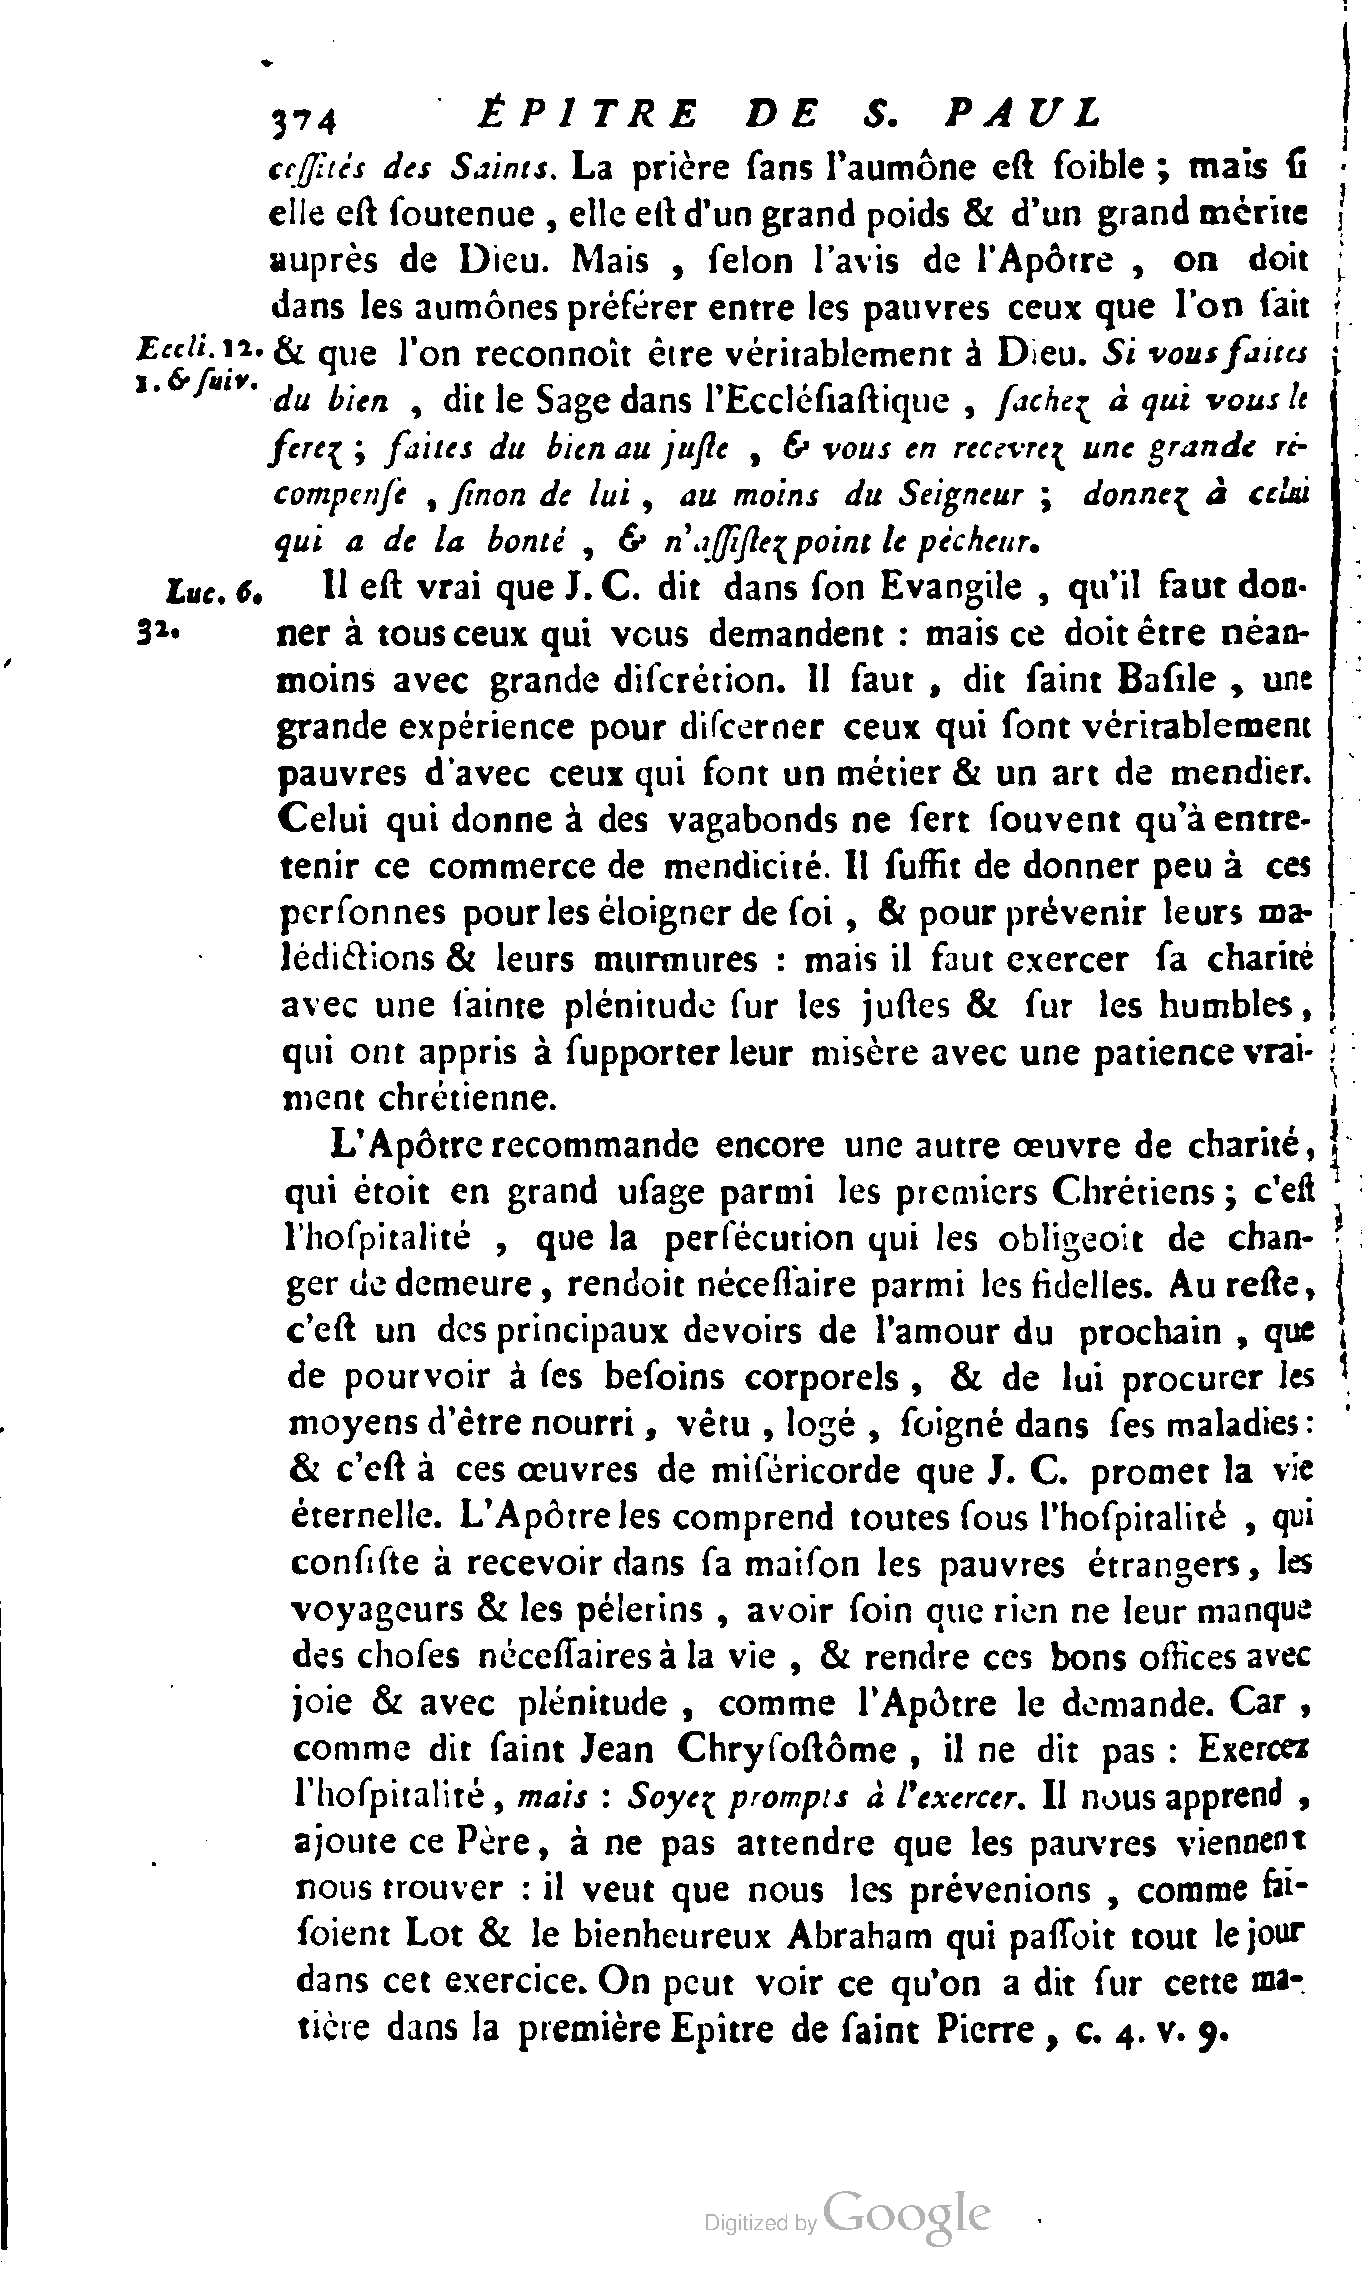 374 ÉPITRE DE S. PAUL
ceſſités des Saints. La prière ſans l'aumône eſt foible ; mais ſi
elle eſt ſoutenue , elle eſt d'un grand poids & d'un grand mérite
auprès de Dieu. Mais , ſelon l'avis de l'Apôtre , on doit
dans les aumônes préférer entre les pauvres ceux que l'on ſait
Eccli. 12. & que l'on reconnoît être véritablement à Dieu. Si vous faites
1. & ſuiv. du bien , dit le Sage dans l'Eccléſiaſtique , ſachez à qui vous le
ferez ; faites du bien au juſte , & vous en recevrez une grande ré-
compenſe , ſinon de lui , au moins du Seigneur ; donnez à celui
qui a de la bonté , & n'aſſiſtez point le pécheur.
Luc. 6. Il eſt vrai que J. C. dit dans ſon Evangile , qu'il faut don-
32. ner à tous ceux qui vous demandent : mais ce doit être néan-
moins avec grande diſcrétion. Il faut , dit ſaint Baſile , une
grande expérience pour diſcerner ceux qui ſont véritablement
pauvres d'avec ceux qui font un métier & un art de mendier.
Celui qui donne à des vagabonds ne ſert ſouvent qu'à entre-
tenir ce commerce de mendicité. Il ſuffit de donner peu à ces
perſonnes pour les éloigner de ſoi , & pour prévenir leurs ma-
lédictions & leurs murmures : mais il faut exercer ſa charité
avec une ſainte plénitude ſur les juſtes & ſur les humbles ,
qui ont appris à ſupporter leur misère avec une patience vrai-
ment chrétienne.
L'Apôtre recommande encore une autre œuvre de charité ,
qui étoit en grand uſage parmi les premiers Chrétiens ; c'eſt
l'hoſpitalité , que la perſécution qui les obligeoit de chan-
ger de demeure , rendoit néceſſaire parmi les fidelles. Au reſte ,
c'eſt un des principaux devoirs de l'amour du prochain , que
de pourvoir à ſes beſoins corporels , & de lui procurer les
moyens d'être nourri , vêtu , logé , ſoigné dans ſes maladies :
& c'eſt à ces œuvres de miſéricorde que J. C. promet la vie
éternelle. L'Apôtre les comprend toutes ſous l'hoſpitalité , qui
conſiſte à recevoir dans ſa maiſon les pauvres étrangers , les
voyageurs & les pélerins , avoir ſoin que rien ne leur manque
des choſes néceſſaires à la vie , & rendre ces bons offices avec
joie & avec plénitude , comme l'Apôtre le demande. Car ,
comme dit ſaint Jean Chryſoſtôme , il ne dit pas : Exercez
l'hoſpitalité , mais : Soyez prompts à l'exercer. Il nous apprend ,
ajoute ce Père , à ne pas attendre que les pauvres viennent
nous trouver : il veut que nous les prévenions , comme fai-
ſoient Lot & le bienheureux Abraham qui paſſoit tout le jour
dans cet exercice. On peut voir ce qu'on a dit ſur cette ma-
tière dans la première Epître de ſaint Pierre , c. 4. v. 9.
Digitized by Google